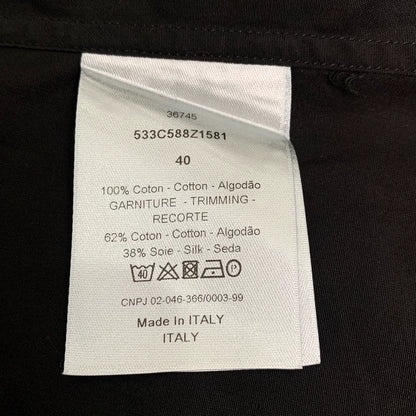 36745
533C588Z1581
40
100% Coton - Cotton - Algodão
GARNITURE - TRIMMING -
RECORTE
62% Coton - Cotton - Algodão
38% Soie - Silk - Seda
40 P
CNPJ 02-046-366/0003-99
Made In ITALY
ITALY